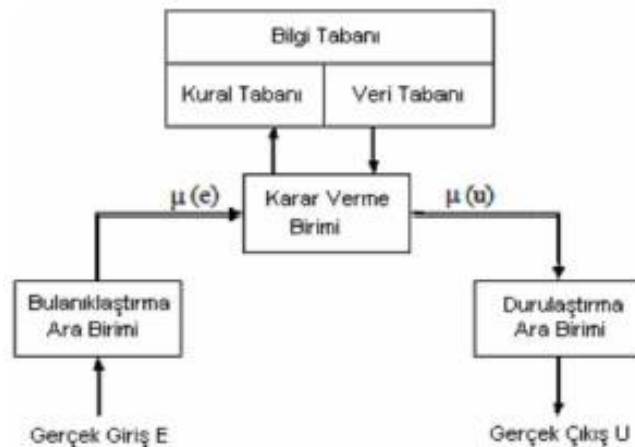 Bilgi Tabanı
Kural Tabanı
Veri Tabanı
μ (e)
Karar Verme
Birimi
μ (u)
Bulanıklaştırma
Ara Birimi
Durulaştırma
Ara Birimi
Gerçek Giriş E
Gerçek Çıkış U